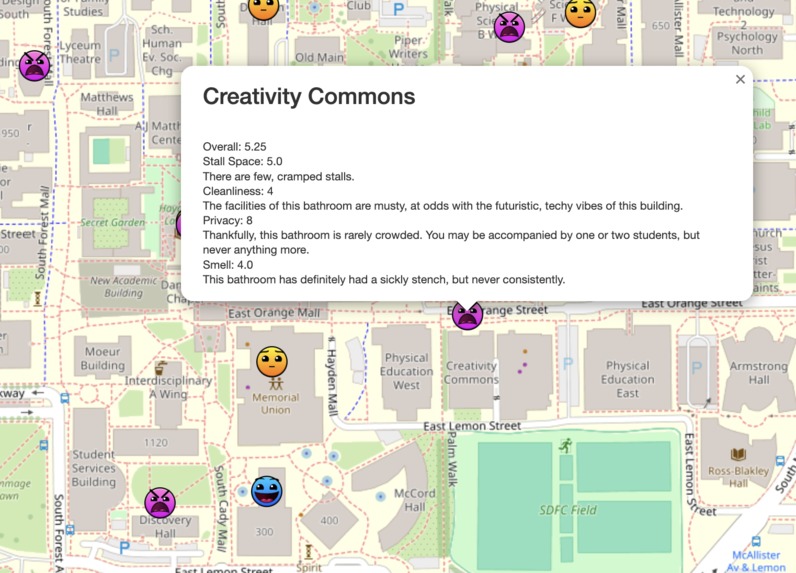 Design
South
Family
Studies
Club
P
Old Main
Piper
Writers
Physical
Sciences
B W
F W
650
Technology
2
Psychology
North
Lyceum
Theatre
P
Sch.
Human
Ev. Soc.
Chg
Matthews
Hall
950
South Forest Mall
Secret Garden
New Academic
Building
Creativity Commons
×
Overall: 5.25
Stall Space: 5.0
There are few, cramped stalls.
Cleanliness: 4
The facilities of this bathroom are musty, at odds with the futuristic, techy vibes of this building.
Privacy: 8
Thankfully, this bathroom is rarely crowded. You may be accompanied by one or two students, but
never anything more.
Smell: 4.0
This bathroom has definitely had a sickly stench, but never consistently.
East Orange Mall
East Orange Street
Moeur
Building
Interdisciplinary
A Wing
Memorial
Union
Hayden Mall
Physical
Education
West
Creativity
Commons
P
Physical
Education
East
P
Armstrong
Hall
East Lemon Street
1120
Student
Services
Building
South Cady Mall
Palm Walk
East Lemon Street
Ross-Blakley
Hall
Discovery
Hall
300
400
McCord
Hall
SDFC Field
P
East Lemon Street
Spirit
McAllister
Av & Lemon